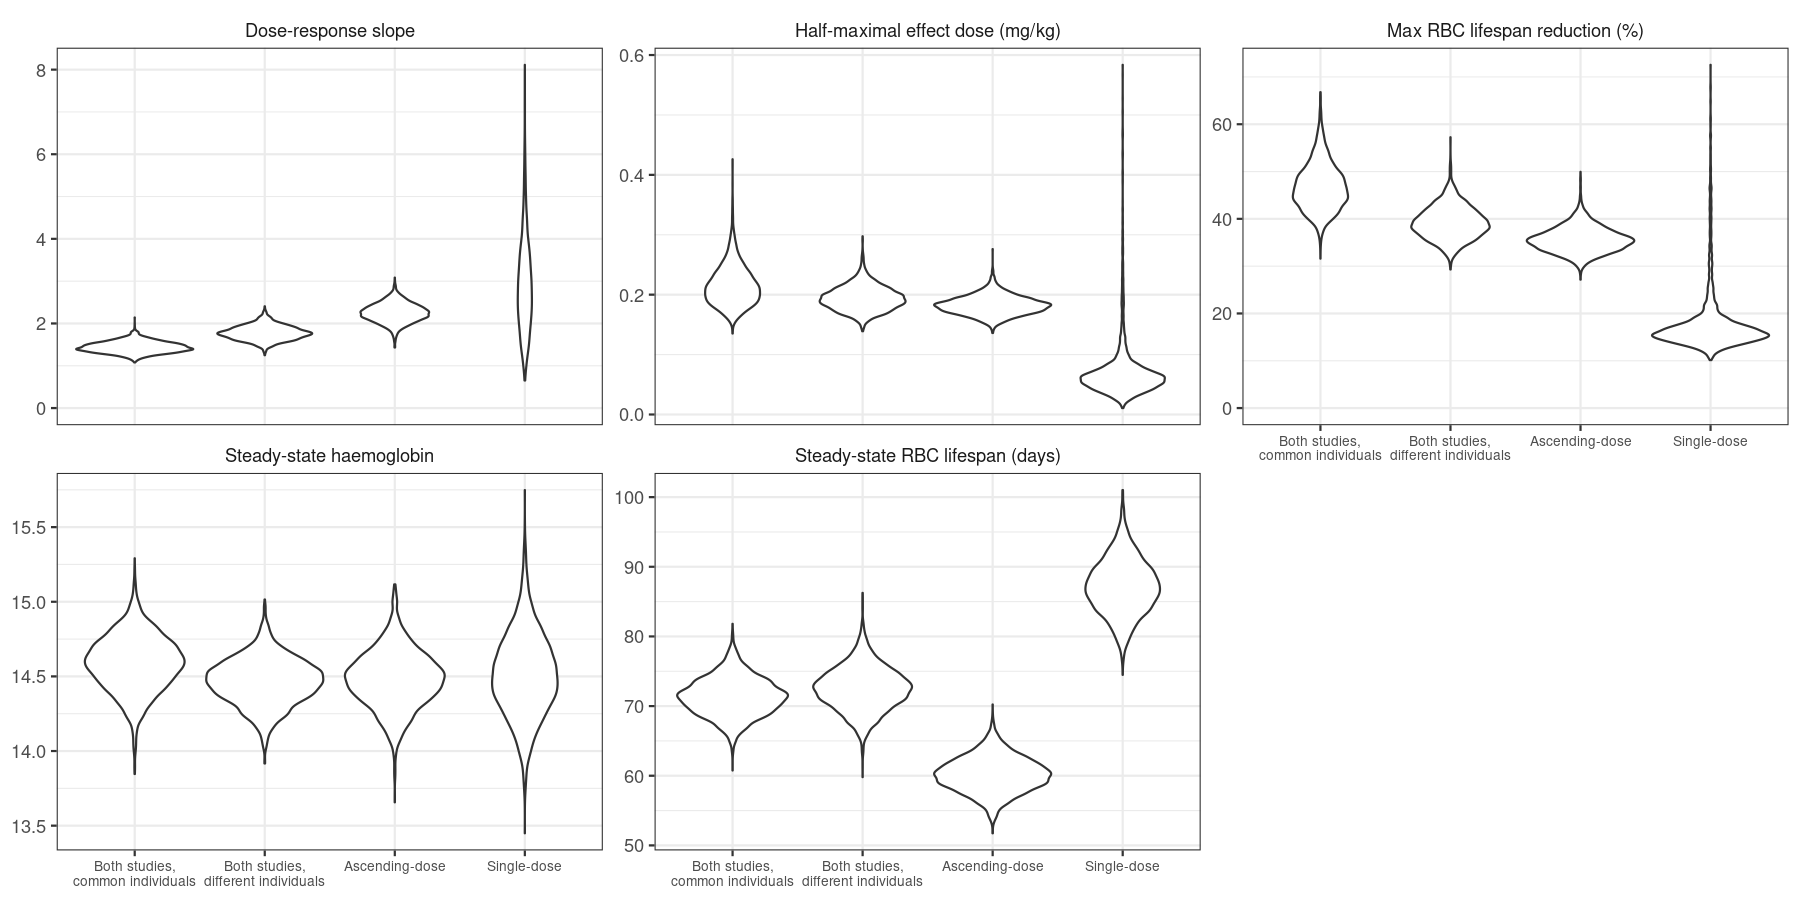 Dose-response slope
8
6
4
2
0
Half-maximal effect dose (mg/kg)
0.6
0.4
0.2
0.0
Max RBC lifespan reduction (%)
60
40
20
0
Both studies,
common individuals
Both studies,
different individuals
Ascending-dose
Single-dose
Steady-state haemoglobin
15.5
15.0
14.5
14.0
13.5
Both studies,
common individuals
Both studies,
different individuals
Ascending-dose
Single-dose
Steady-state RBC lifespan (days)
100
90
80
70
60
50
Both studies,
common individuals
Both studies,
different individuals
Ascending-dose
Single-dose